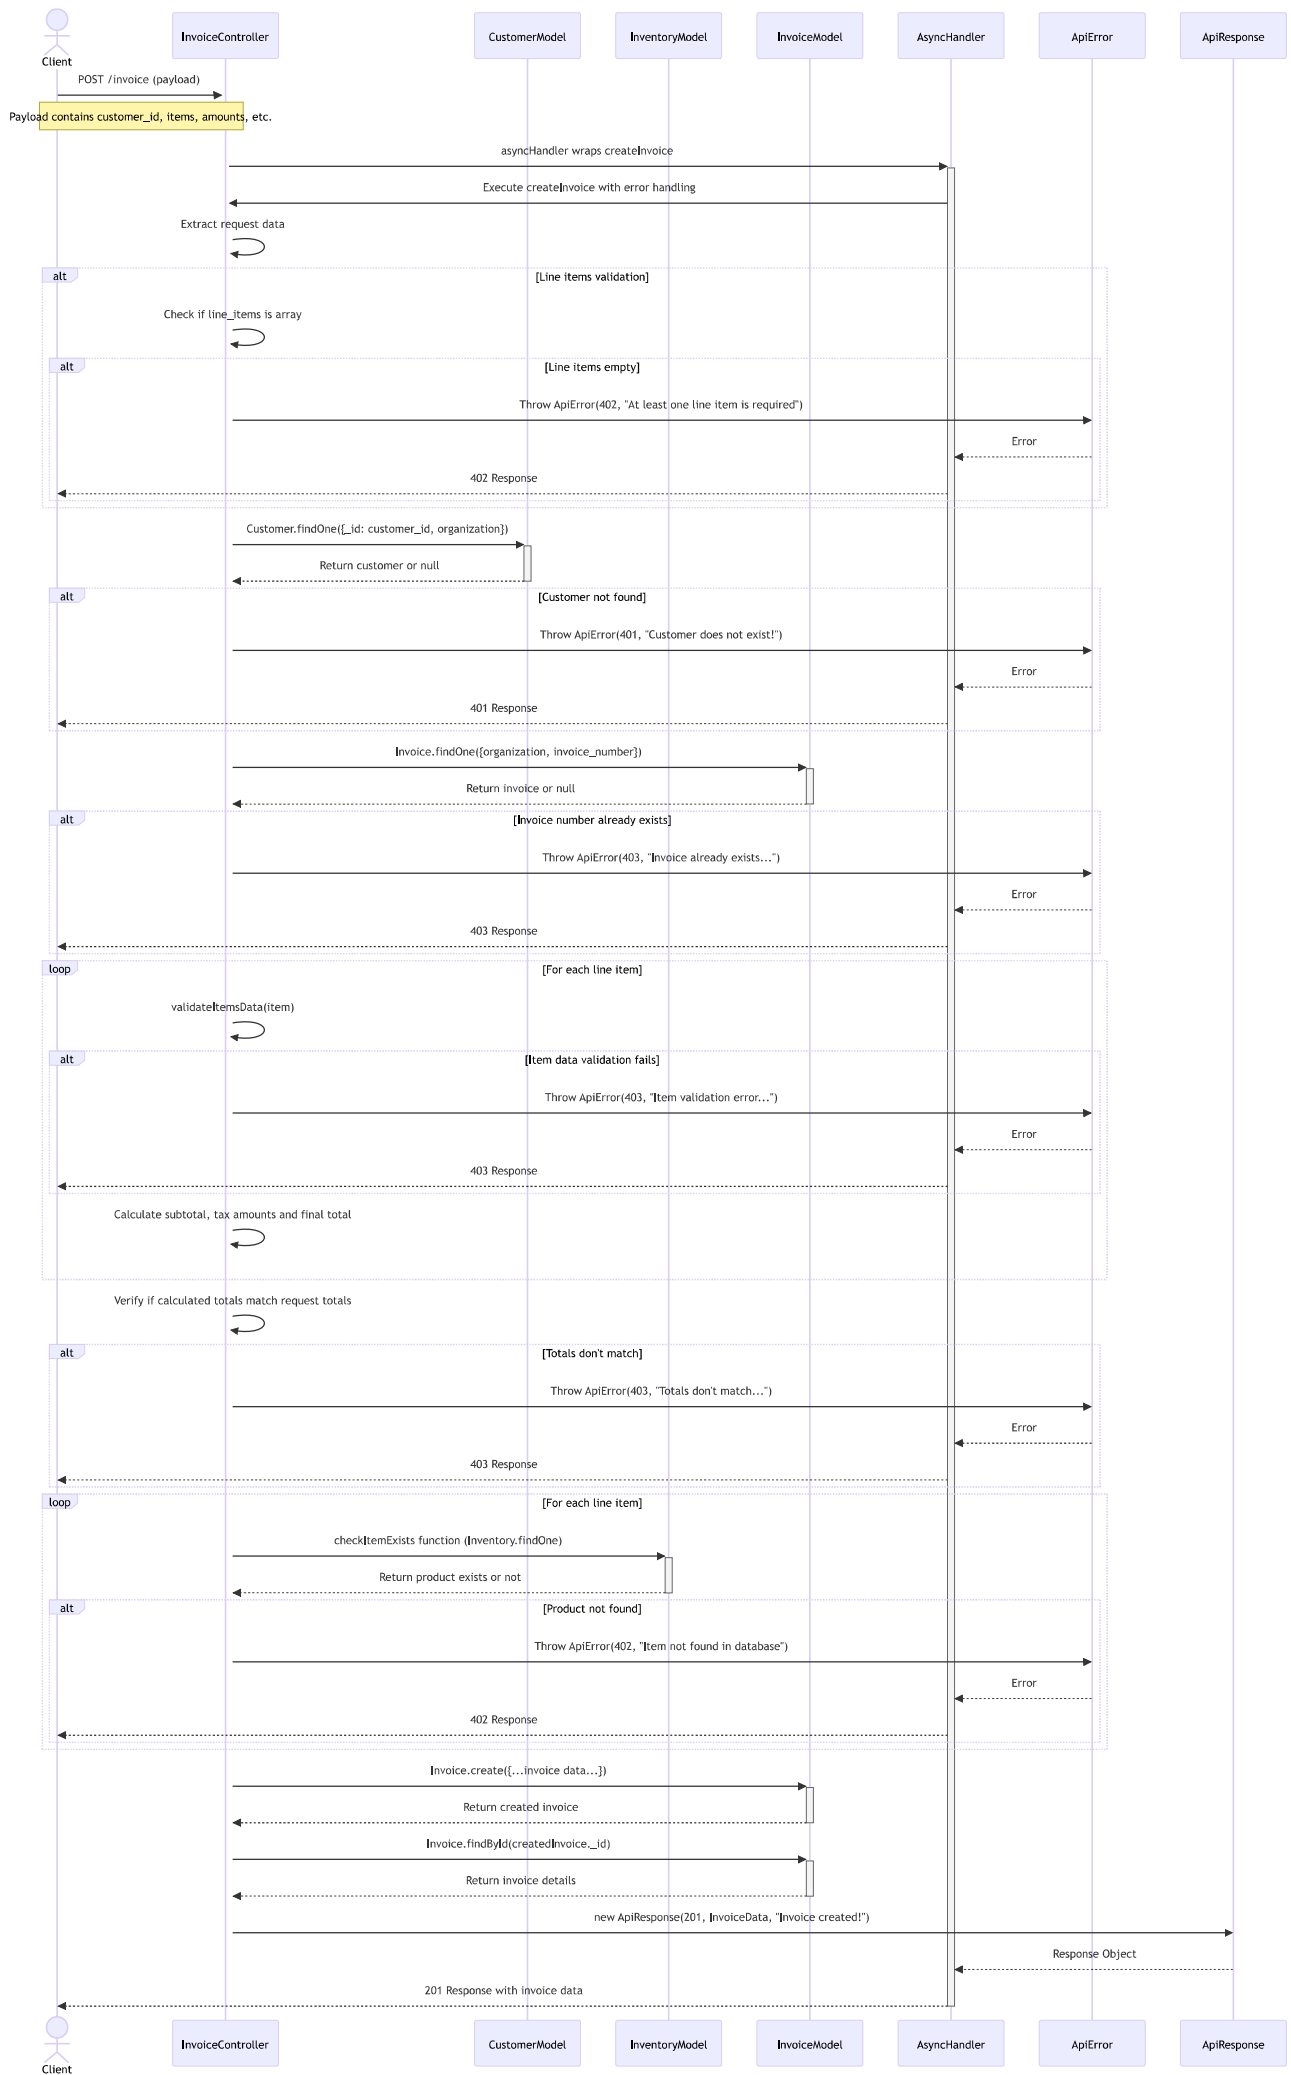 InvoiceController
CustomerModel
InventoryModel
InvoiceModel
AsyncHandler
ApiError
ApiResponse
Client
POST /invoice (payload)
Payload contains customer_id, items, amounts, etc.
asyncHandler wraps createInvoice
Execute createInvoice with error handling
Extract request data
alt
[Line items validation]
Check if line_items is array
alt
[Line items empty]
Throw ApiError(402, "At least one line item is required")
Error
402 Response
Customer.findOne({_id: customer_id, organization})
Return customer or null
alt
[Customer not found]
Throw ApiError(401, "Customer does not exist!")
Error
401 Response
Invoice.findOne({organization, invoice_number})
Return invoice or null
alt
[Invoice number already exists]
Throw ApiError(403, "Invoice already exists...")
Error
403 Response
loop
[For each line item]
validateItemsData(item)
alt
[Item data validation fails]
Throw ApiError(403, "Item validation error...")
Error
403 Response
Calculate subtotal, tax amounts and final total
Verify if calculated totals match request totals
alt
[Totals don't match]
Throw ApiError(403, "Totals don't match...")
Error
403 Response
loop
[For each line item]
checkItemExists function (Inventory.findOne)
Return product exists or not
alt
[Product not found]
Throw ApiError(402, "Item not found in database")
Error
402 Response
Invoice.create({...invoice data...})
Return created invoice
Invoice.findById(createdInvoice._id)
Return invoice details
new ApiResponse(201, InvoiceData, "Invoice created!")
Response Object
201 Response with invoice data
InvoiceController
CustomerModel
InventoryModel
InvoiceModel
AsyncHandler
ApiError
ApiResponse
Client